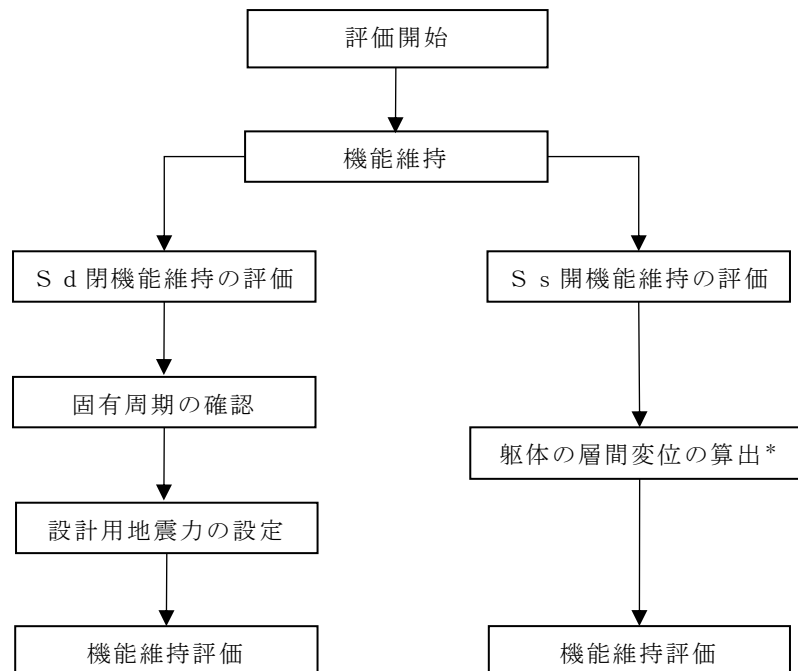 評価開始
機能維持
Ｓｄ閉機能維持の評価
Ｓｓ開機能維持の評価
固有周期の確認
躯体の層間変位の算出*
設計用地震力の設定
機能維持評価
機能維持評価